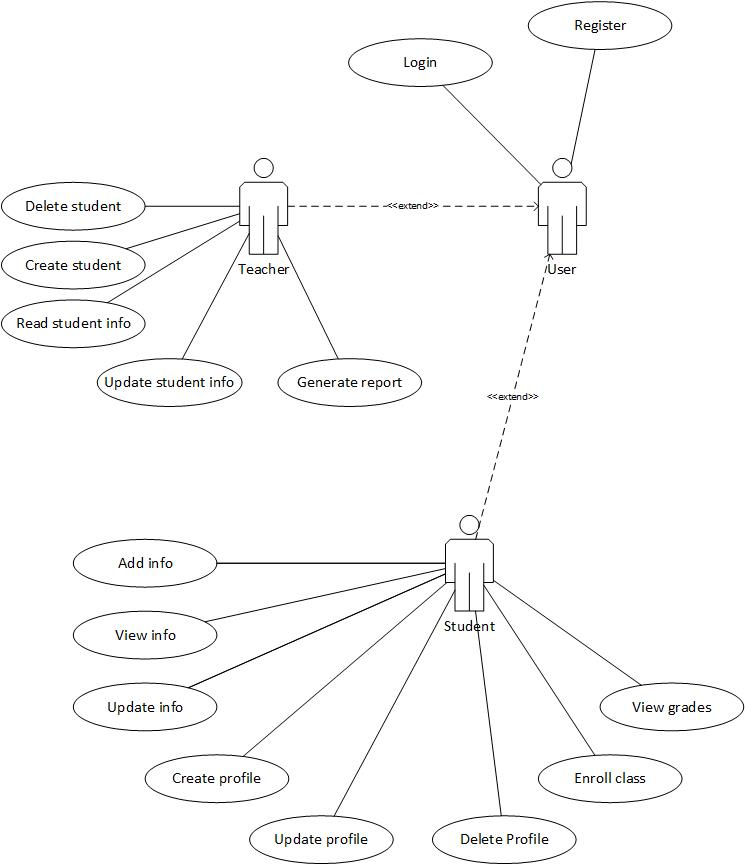 Register
Login
Delete student
<<extend>>
Create student
Teacher
User
Read student info
Update student info
Generate report
<<extend>>
Add info
Student
View info
Update info
View grades
Create profile
Enroll class
Update profile
Delete Profile